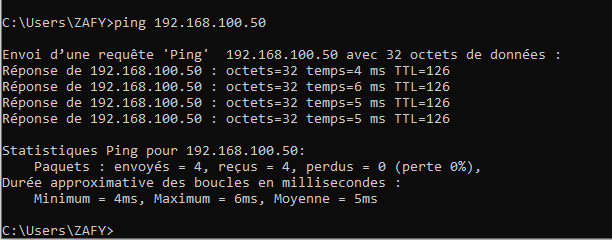 C:\Users\ZAFY>ping 192.168.100.50
Envoi d’une requête 'Ping'  192.168.100.50 avec 32 octets de données :
Réponse de 192.168.100.50 : octets=32 temps=4 ms TTL=126
Réponse de 192.168.100.50 : octets=32 temps=6 ms TTL=126
Réponse de 192.168.100.50 : octets=32 temps=5 ms TTL=126
Réponse de 192.168.100.50 : octets=32 temps=5 ms TTL=126
Statistiques Ping pour 192.168.100.50:
    Paquets : envoyés = 4, reçus = 4, perdus = 0 (perte 0%),
Durée approximative des boucles en millisecondes :
    Minimum = 4ms, Maximum = 6ms, Moyenne = 5ms
C:\Users\ZAFY>